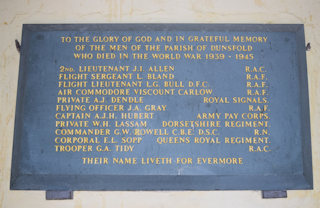 TO THE GLORY OF GOD AND IN GRATEFUL MEMORY
OF THE MEN OF THE PARISH OF DUNSFOLD
WHO DIED IN THE WORLD WAR 1939 - 1945
2ND. LIEUTENANT J.I. ALLEN R.A.C.
FLIGHT SERGEANT L. BLAND R.A.F.
FLIGHT LIEUTENANT L.G. BULL D.F.C. R.A.F.
AIR COMMODORE VISCOUNT CARLOW R.A.F.
PRIVATE A.J. DENDLE ROYAL SIGNALS.
FLYING OFFICER J.A. GRAY R.A.F.
CAPTAIN A.J.H. HUBERT ARMY PAY CORPS.
PRIVATE W.H. LASSAM DORSETSHIRE REGIMENT.
COMMANDER G.W. ROWELL C.B.E. D.S.C. R.N.
CORPORAL E.L. SOPP QUEENS ROYAL REGIMENT.
TROOPER G.A. TIDY R.A.C.
THEIR NAME LIVETH FOR EVERMORE